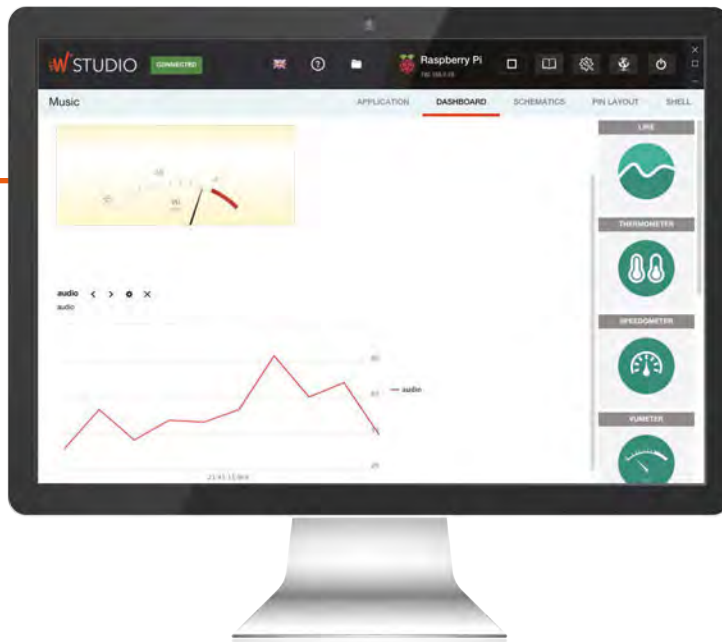 W STUDIO
CONNECTED
Raspberry Pi
Music
APPLICATION
DASHBOARD
SCHEMATICS
PIN LAYOUT
SHELL
LINE
THERMOMETER
SPEEDOMETER
VUMETER
audio
audio
audio